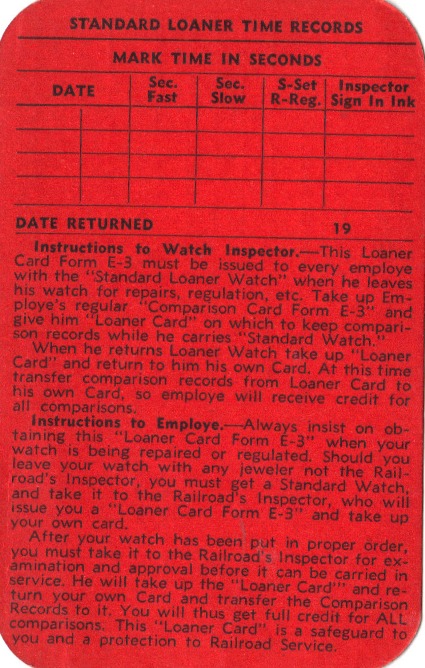 STANDARD LOANER TIME RECORDS
MARK TIME IN SECONDS
DATE Sec. Fast Sec. Slow S-Set R-Reg. Inspector Sign In Ink
DATE RETURNED 19
Instructions to Watch Inspector.—This Loaner
Card Form E-3 must be issued to every employe
with the "Standard Loaner Watch" when he leaves
his watch for repairs, regulation, etc. Take up Em-
ploye's regular "Comparison Card Form E-3" and
give him "Loaner Card" on which to keep compari-
son records while he carries "Standard Watch."
When he returns Loaner Watch take up "Loaner
Card" and return to him his own Card. At this time
transfer comparison records from Loaner Card to
his own Card, so employe will receive credit for
all comparisons.
Instructions to Employe.—Always insist on ob-
taining this "Loaner Card Form E-3" when your
watch is being repaired or regulated. Should you
leave your watch with any jeweler not the Rail-
road's Inspector, you must get a Standard Watch,
and take it to the Railroad's Inspector, who will
issue you a "Loaner Card Form E-3" and take up
your own card.
After your watch has been put in proper order,
you must take it to the Railroad's Inspector for ex-
amination and approval before it can be carried in
service. He will take up the "Loaner Card'" and re-
turn your own Card and transfer the Comparison
Records to it. You will thus get full credit for ALL
comparisons. This "Loaner Card" is a safeguard to
you and a protection to Railroad Service.